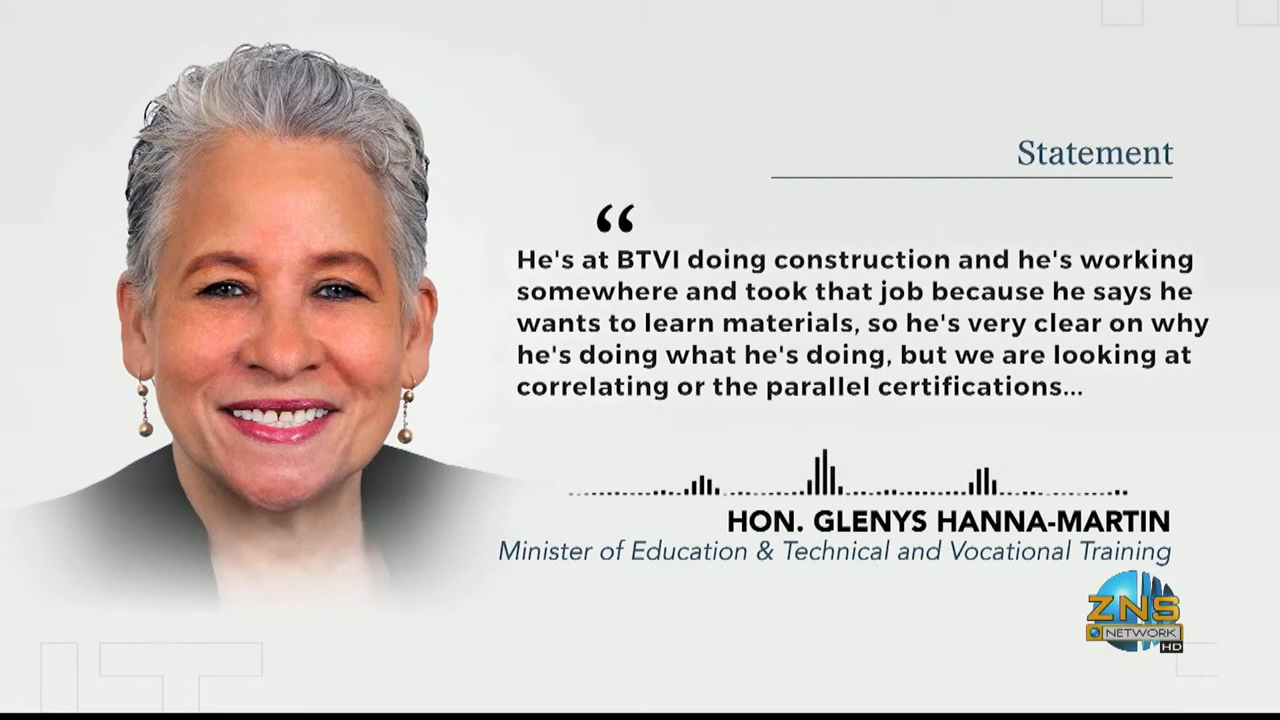 Statement
“
He's at BTVI doing construction and he's working
somewhere and took that job because he says he
wants to learn materials, so he's very clear on why
he's doing what he's doing, but we are looking at
correlating or the parallel certifications...
HON. GLENYS HANNA-MARTIN
Minister of Education & Technical and Vocational Training
ZNS
NETWORK
HD